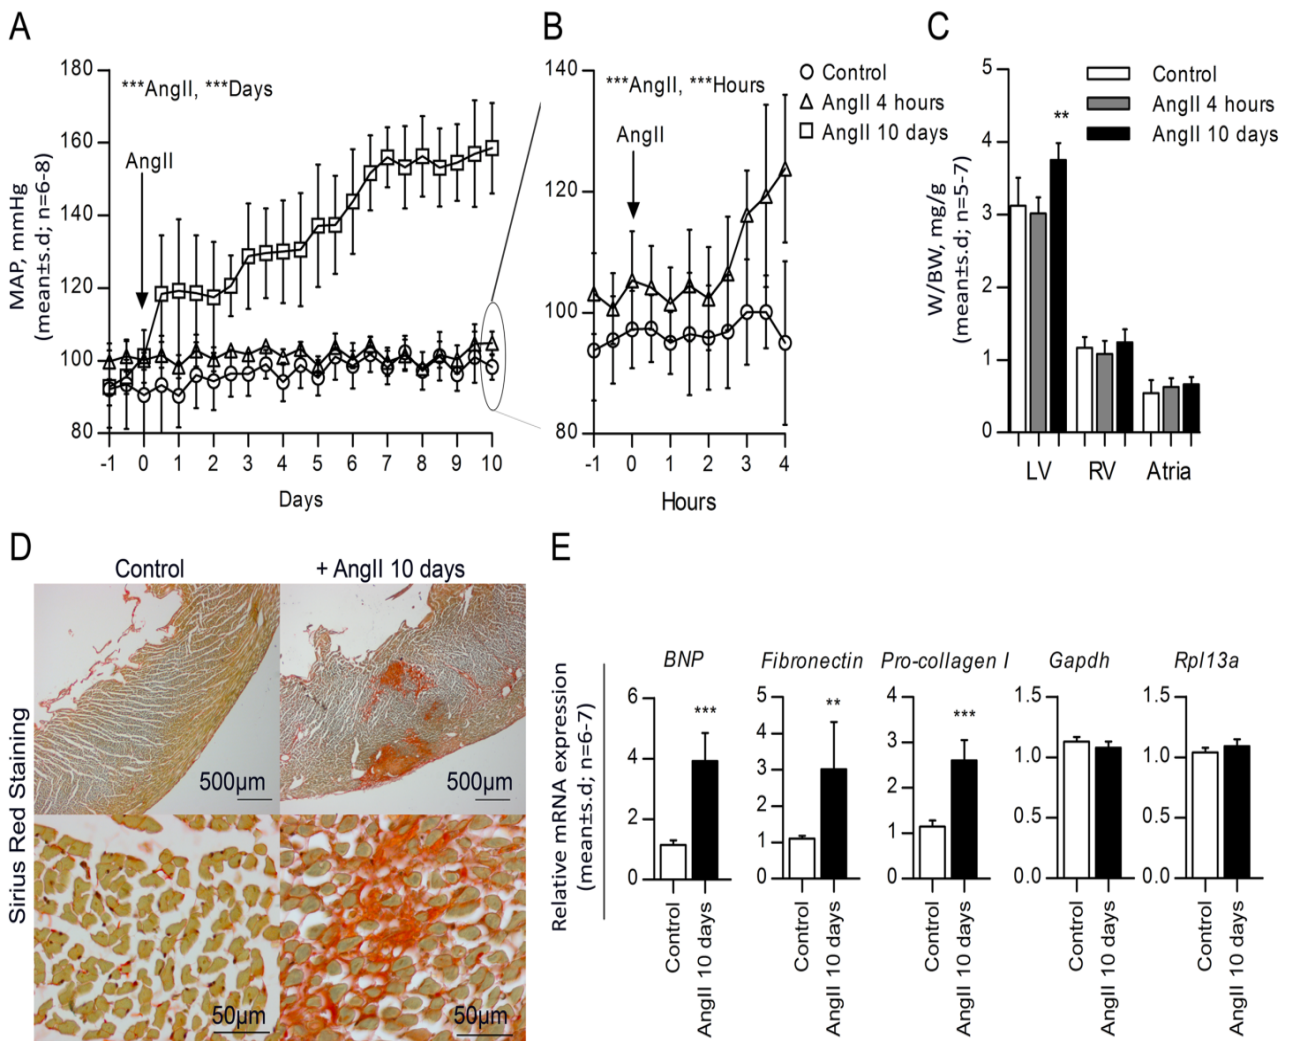 A
B
C
180
160
140
120
100
80
MAP, mmHg
(mean±s.d; n=6-8)
***AngII, ***Days
AngII
-1 0 1 2 3 4 5 6 7 8 9 10
Days
140
120
100
80
***AngII, ***Hours
AngII
-1 0 1 2 3 4
Hours
Control
AngII 4 hours
AngII 10 days
W/BW, mg/g
(mean±s.d; n=5-7)
5
4
3
2
1
0
**
Control
AngII 4 hours
AngII 10 days
LV RV Atria
D
Control + AngII 10 days
Sirius Red Staining
500µm 500µm
50µm 50µm
E
Relative mRNA expression
(mean±s.d; n=6-7)
BNP
6
4
2
0
***
Control
AngII 10 days
Fibronectin
5
4
3
2
1
0
**
Control
AngII 10 days
Pro-collagen I
4
3
2
1
0
***
Control
AngII 10 days
Gapdh
1.5
1.0
0.5
0.0
Control
AngII 10 days
Rpl13a
1.5
1.0
0.5
0.0
Control
AngII 10 days